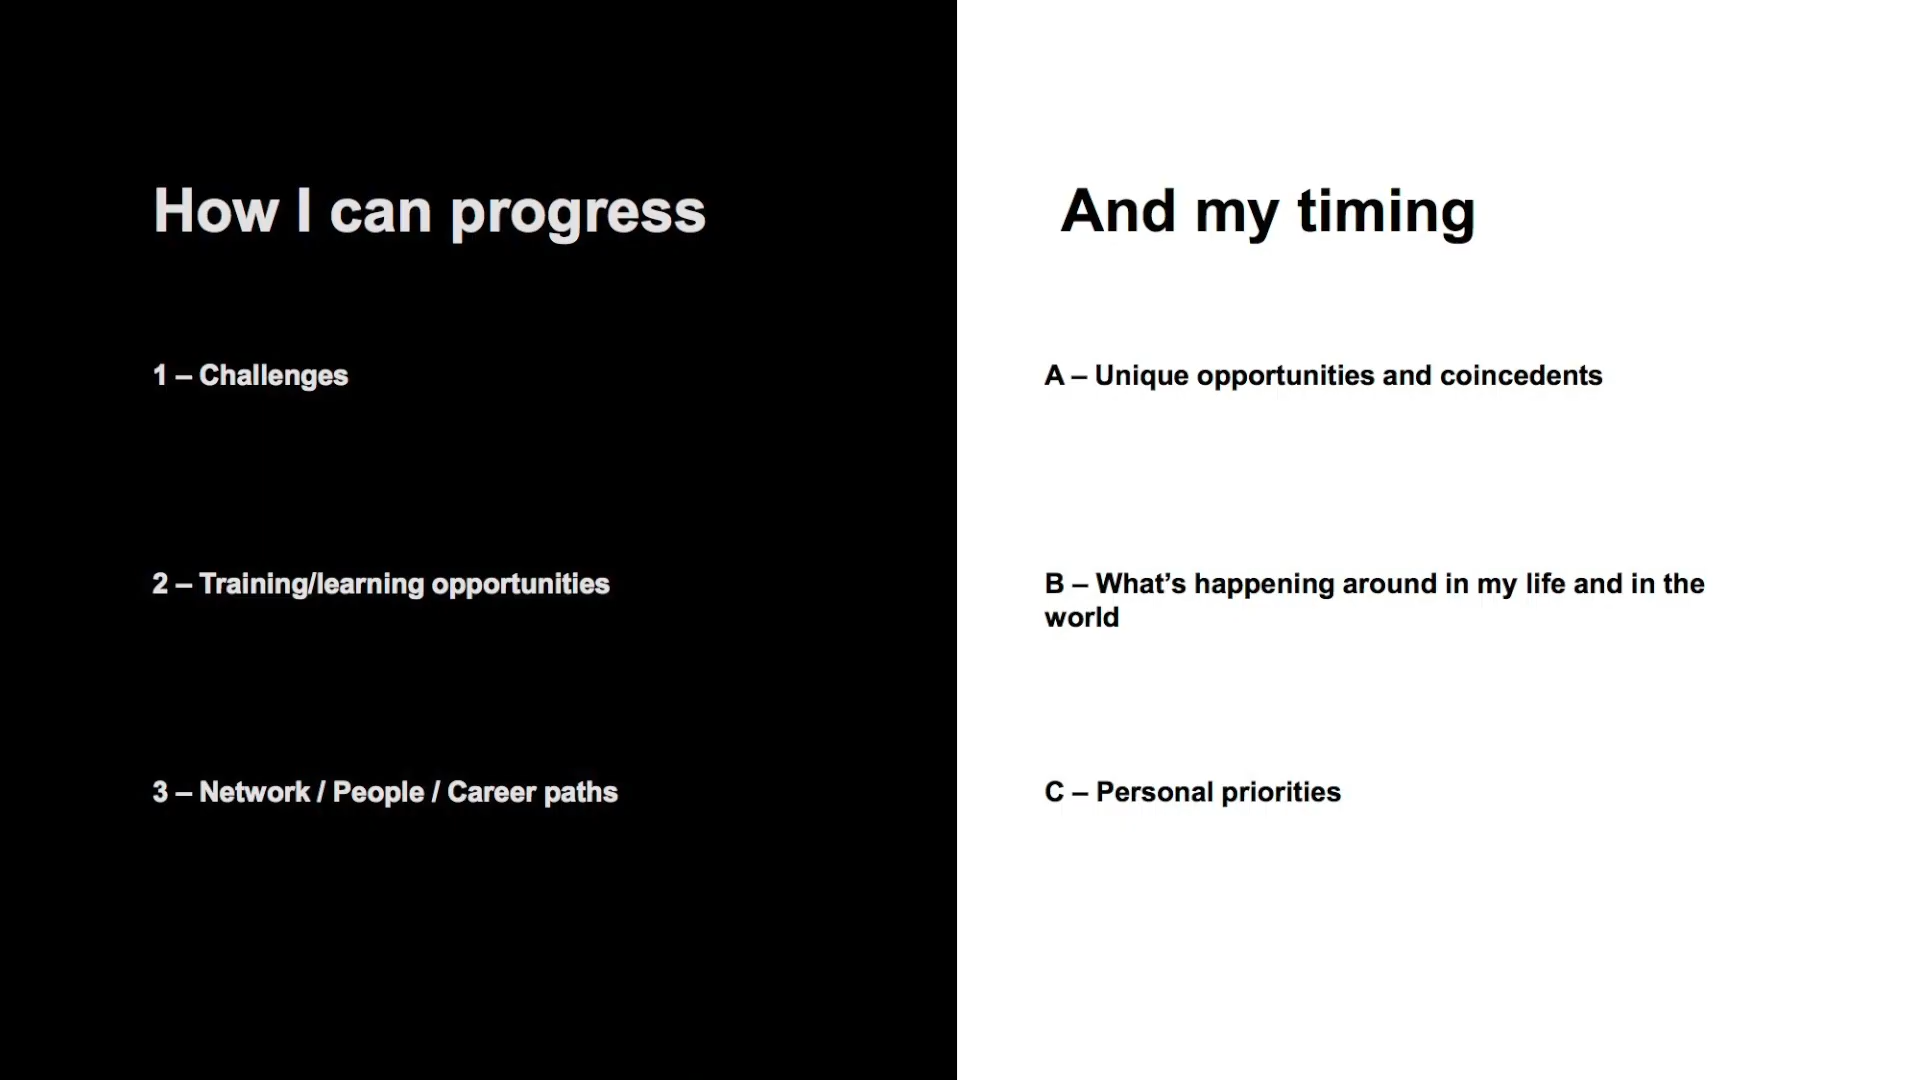 How I can progress
1 – Challenges
2 – Training/learning opportunities
3 – Network / People / Career paths
And my timing
A – Unique opportunities and coincedents
B – What’s happening around in my life and in the
world
C – Personal priorities